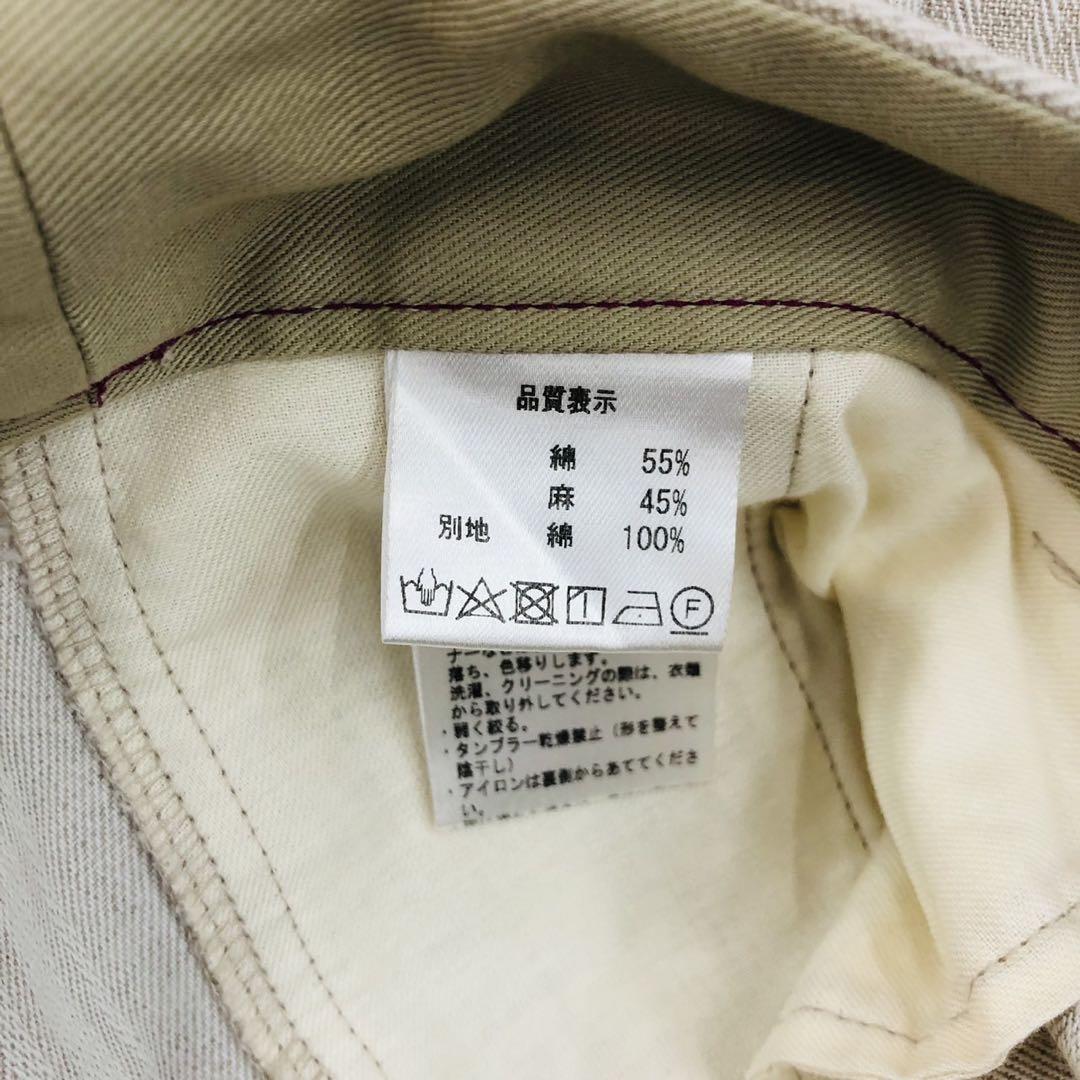 品質表示
綿 55%
麻 45%
別地 綿 100%
F
落ち、色移りします。
洗濯、クリーニングの際は、衣類
から取り外してください。
・弱く絞る。
・タンブラー乾燥禁止（形を整えて
陰干し）
・アイロンは裏側からあててくださ
い。